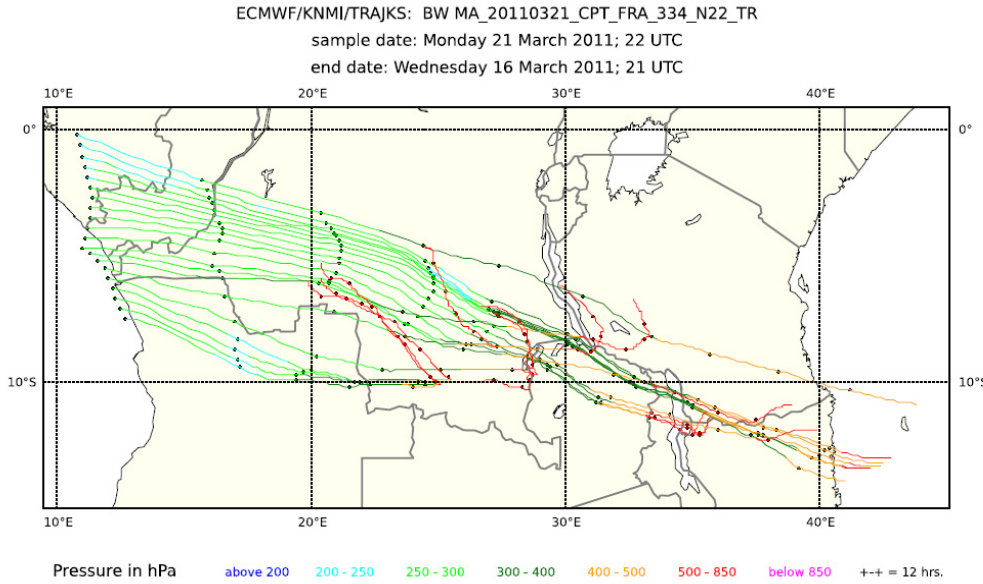 ECMWF/KNMI/TRAJKS: BW MA_20110321_CPT_FRA_334_N22_TR
sample date: Monday 21 March 2011; 22 UTC
end date: Wednesday 16 March 2011; 21 UTC
10°E 20°E 30°E 40°E
0° 0°
10°S 10°S
10°E 20°E 30°E 40°E
Pressure in hPa above 200 200 - 250 250 - 300 300 - 400 400 - 500 500 - 850 below 850 +-+ = 12 hrs.